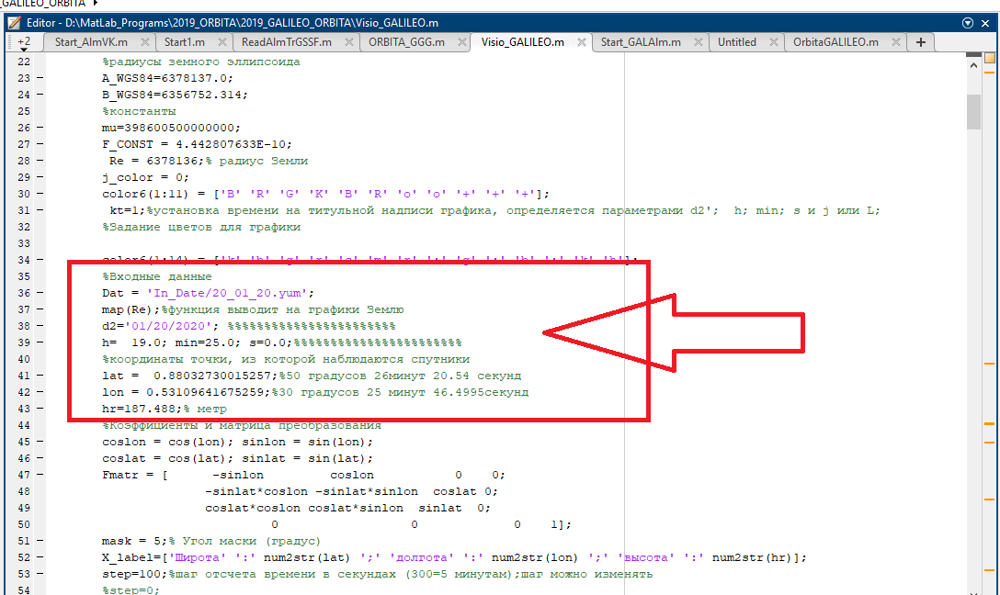 _GALILEO_ORBITA
Editor - D:\MatLab_Programs\2019_ORBITA\2019_GALILEO_ORBITA\Visio_GALILEO.m
+2 Start_AlmVK.m Start1.m ReadAlmTrGSSF.m ORBITA_GGG.m Visio_GALILEO.m Start_GALAlm.m Untitled OrbitaGALILEO.m +
22 %радиусы земного эллипсоида
23 - A_WGS84=6378137.0;
24 - B_WGS84=6356752.314;
25 %константы
26 - mu=398600500000000;
27 - F_CONST = 4.442807633E-10;
28 - Re = 6378136;% радиус Земли
29 - j_color = 0;
30 - color6(1:11) = ['B' 'R' 'G' 'K' 'B' 'R' 'o' 'o' '+' '+' '+'];
31 - kt=1;%установка времени на титульной надписи графика, определяется параметрами d2'; h; min; s и j или L;
32 %Задание цветов для графики
33
34 - color6(1:14) = ['k' 'b' 'g' 'r' 'c' 'm' 'r' '.' 'g' '.' 'b' '.' 'k' 'b'];
35 %Входные данные
36 - Dat = 'In_Date/20_01_20.yum';
37 - map(Re);%функция выводит на графики Землю
38 - d2='01/20/2020'; %%%%%%%%%%%%%%%%%%%%%%%
39 - h= 19.0; min=25.0; s=0.0;%%%%%%%%%%%%%%%%%%%%%%%
40 %координаты точки, из которой наблюдаются спутники
41 - lat = 0.88032730015257;%50 градусов 26минут 20.54 секунд
42 - lon = 0.53109641675259;%30 градусов 25 минут 46.4995секунд
43 - hr=187.488;% метр
44 %Коэффициенты и матрица преобразования
45 - coslon = cos(lon); sinlon = sin(lon);
46 - coslat = cos(lat); sinlat = sin(lat);
47 - Fmatr = [ -sinlon coslon 0 0;
48 -sinlat*coslon -sinlat*sinlon coslat 0;
49 coslat*coslon coslat*sinlon sinlat 0;
50 0 0 0 1];
51 - mask = 5;% Угол маски (градус)
52 - X_label=['Широта' ':' num2str(lat) ';' 'долгота' ':' num2str(lon) ';' 'высота' ':' num2str(hr)];
53 - step=100;%шаг отсчета времени в секундах (300=5 минутам);шаг можно изменять
54 %step=0;